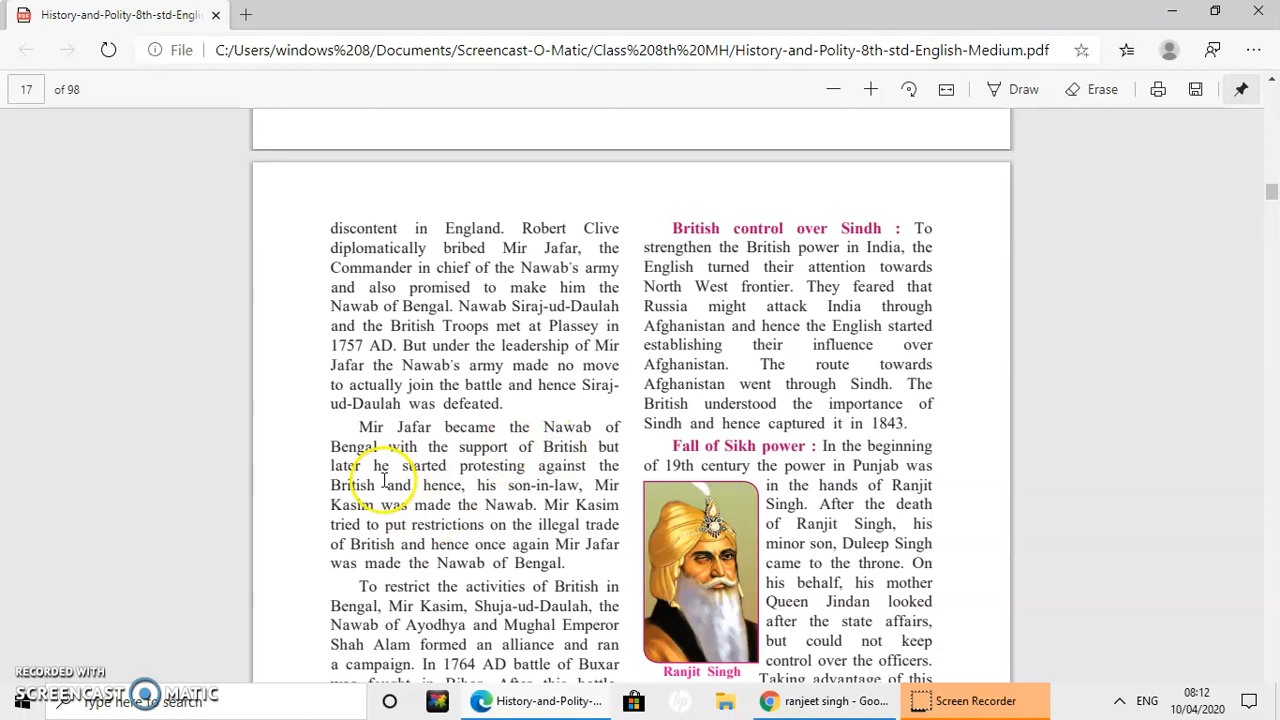 History-and-Polity-8th-std-Engli
File
C:/Users/windows%208/Documents/Screencast-O-Matic/Class%208th%20MH/History-and-Polity-8th-std-English-Medium.pdf
17 of 98
Draw
Erase
discontent in England. Robert Clive
diplomatically bribed Mir Jafar, the
Commander in chief of the Nawab's army
and also promised to make him the
Nawab of Bengal. Nawab Siraj-ud-Daulah
and the British Troops met at Plassey in
1757 AD. But under the leadership of Mir
Jafar the Nawab's army made no move
to actually join the battle and hence Siraj-
ud-Daulah was defeated.
Mir Jafar became the Nawab of
Bengal with the support of British but
later he started protesting against the
British and hence, his son-in-law, Mir
Kasim was made the Nawab. Mir Kasim
tried to put restrictions on the illegal trade
of British and hence once again Mir Jafar
was made the Nawab of Bengal.
To restrict the activities of British in
Bengal, Mir Kasim, Shuja-ud-Daulah, the
Nawab of Ayodhya and Mughal Emperor
Shah Alam formed an alliance and ran
a campaign. In 1764 AD battle of Buxar
was fought in Bihar. After this battle
British control over Sindh : To
strengthen the British power in India, the
English turned their attention towards
North West frontier. They feared that
Russia might attack India through
Afghanistan and hence the English started
establishing their influence over
Afghanistan. The route towards
Afghanistan went through Sindh. The
British understood the importance of
Sindh and hence captured it in 1843.
Fall of Sikh power : In the beginning
of 19th century the power in Punjab was
in the hands of Ranjit
Singh. After the death
of Ranjit Singh, his
minor son, Duleep Singh
came to the throne. On
his behalf, his mother
Queen Jindan looked
after the state affairs,
but could not keep
control over the officers.
Taking advantage of this
Ranjit Singh
RECORDED WITH
SCREENCAST MATIC
Type here to search
History-and-Polity-...
ranjeet singh - Goo...
Screen Recorder
ENG
08:12
10/04/2020